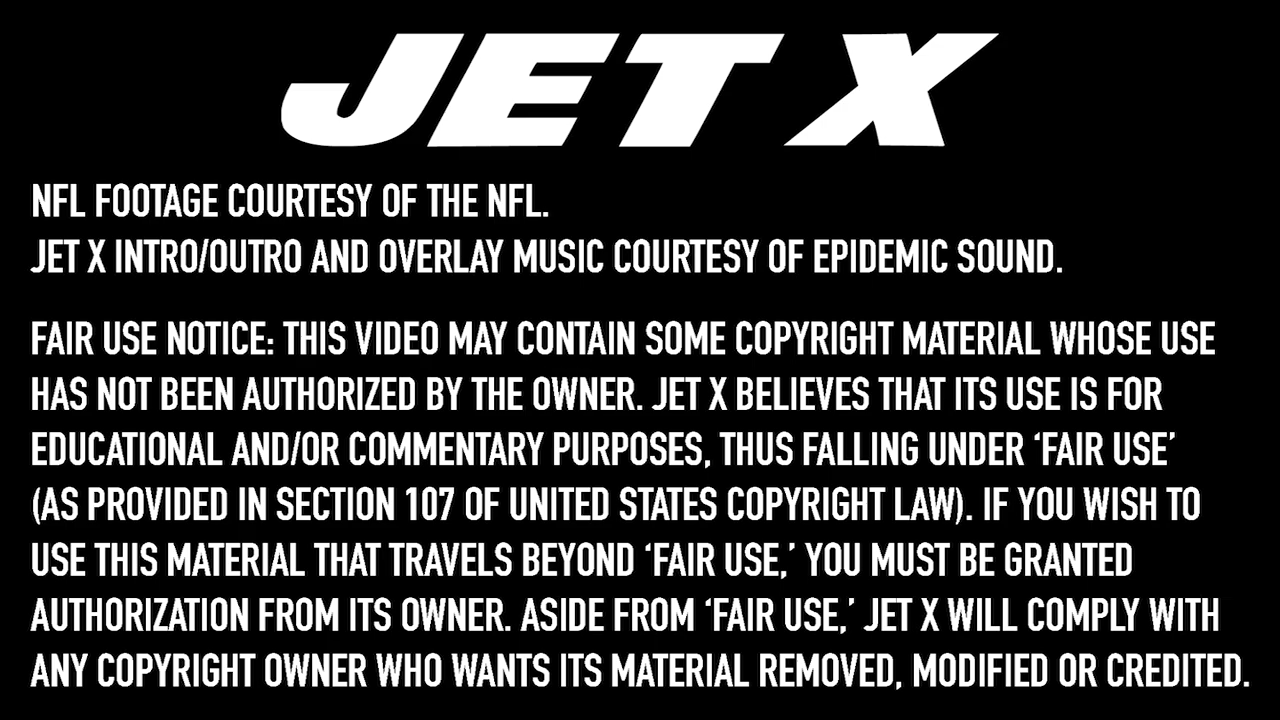 JET X
NFL FOOTAGE COURTESY OF THE NFL.
JET X INTRO/OUTRO AND OVERLAY MUSIC COURTESY OF EPIDEMIC SOUND.
FAIR USE NOTICE: THIS VIDEO MAY CONTAIN SOME COPYRIGHT MATERIAL WHOSE USE
HAS NOT BEEN AUTHORIZED BY THE OWNER. JET X BELIEVES THAT ITS USE IS FOR
EDUCATIONAL AND/OR COMMENTARY PURPOSES, THUS FALLING UNDER ‘FAIR USE’
(AS PROVIDED IN SECTION 107 OF UNITED STATES COPYRIGHT LAW). IF YOU WISH TO
USE THIS MATERIAL THAT TRAVELS BEYOND ‘FAIR USE,’ YOU MUST BE GRANTED
AUTHORIZATION FROM ITS OWNER. ASIDE FROM ‘FAIR USE,’ JET X WILL COMPLY WITH
ANY COPYRIGHT OWNER WHO WANTS ITS MATERIAL REMOVED, MODIFIED OR CREDITED.